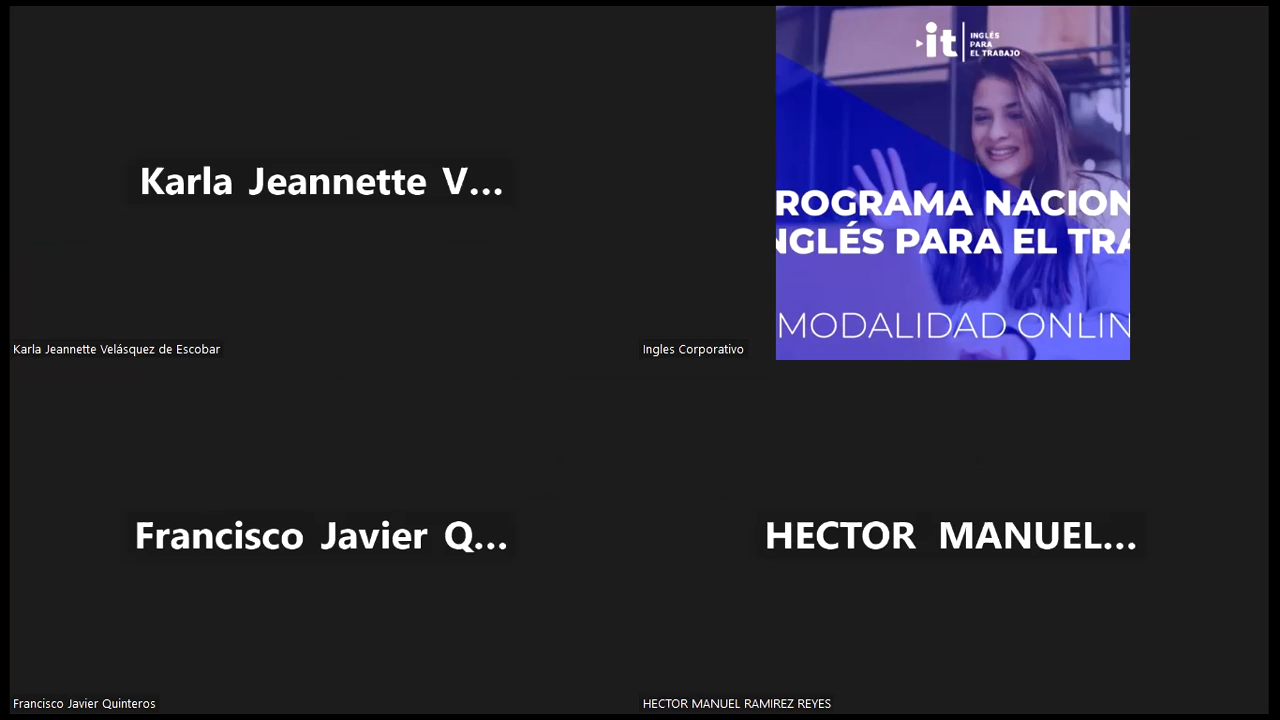 Karla Jeannette V...
Karla Jeannette Velásquez de Escobar
it
INGLÉS
PARA
EL TRABAJO
ROGRAMA NACION
NGLÉS PARA EL TRA
MODALIDAD ONLIN
Ingles Corporativo
Francisco Javier Q...
Francisco Javier Quinteros
HECTOR MANUEL...
HECTOR MANUEL RAMIREZ REYES